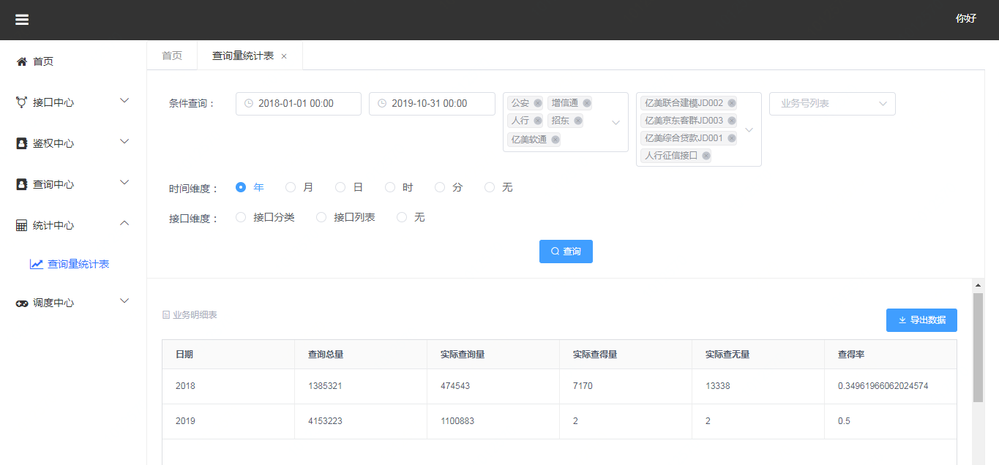 你好
首页
接口中心
鉴权中心
查询中心
统计中心
查询量统计表
调度中心
首页 查询量统计表
条件查询： 2018-01-01 00:00 2019-10-31 00:00 公安 增信通 亿美联合建模JD002 业务号列表
人行 招东 亿美京东客群JD003
亿美软通 亿美综合贷款JD001
人行征信接口
时间维度： 年 月 日 时 分 无
接口维度： 接口分类 接口列表 无
查询
业务明细表
导出数据
日期 查询总量 实际查询量 实际查得量 实际查无量 查得率
2018 1385321 474543 7170 13338 0.34961966062024574
2019 4153223 1100883 2 2 0.5